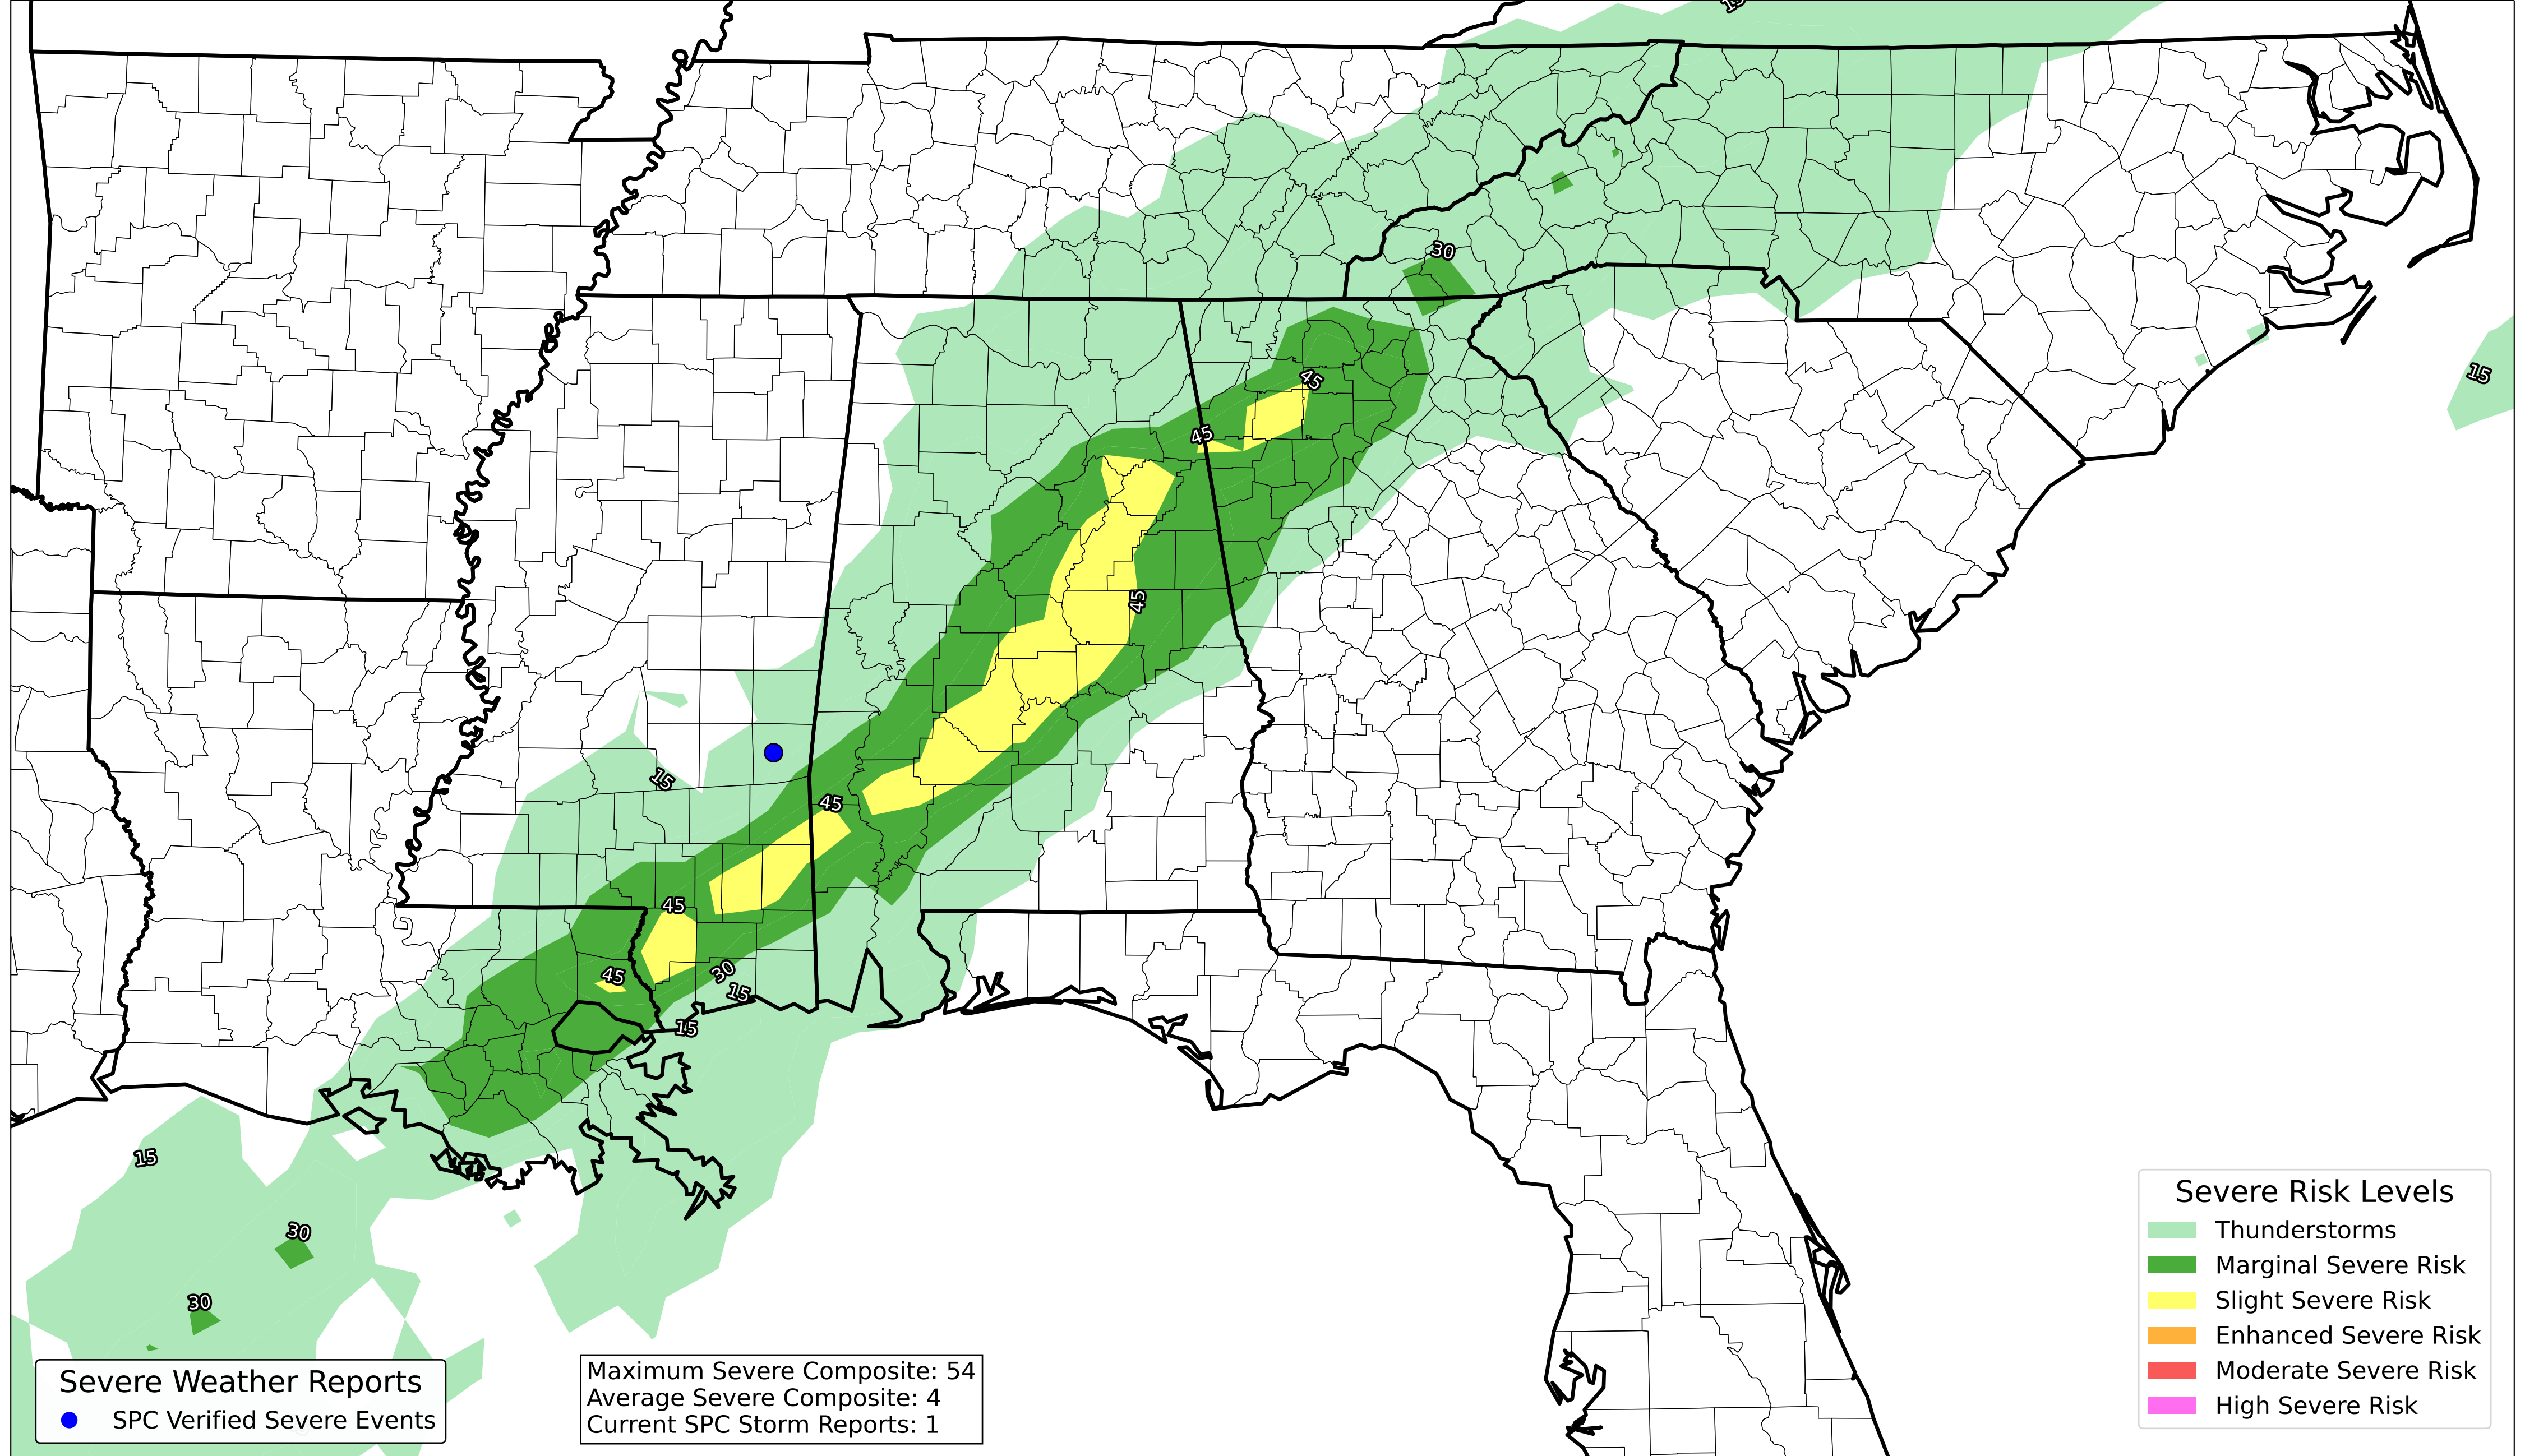 15
30
15
45
45
45
15
45
45
30
45
15
15
15
30
30
Severe Risk Levels
Thunderstorms
Marginal Severe Risk
Slight Severe Risk
Enhanced Severe Risk
Moderate Severe Risk
High Severe Risk
Severe Weather Reports
SPC Verified Severe Events
Maximum Severe Composite: 54
Average Severe Composite: 4
Current SPC Storm Reports: 1